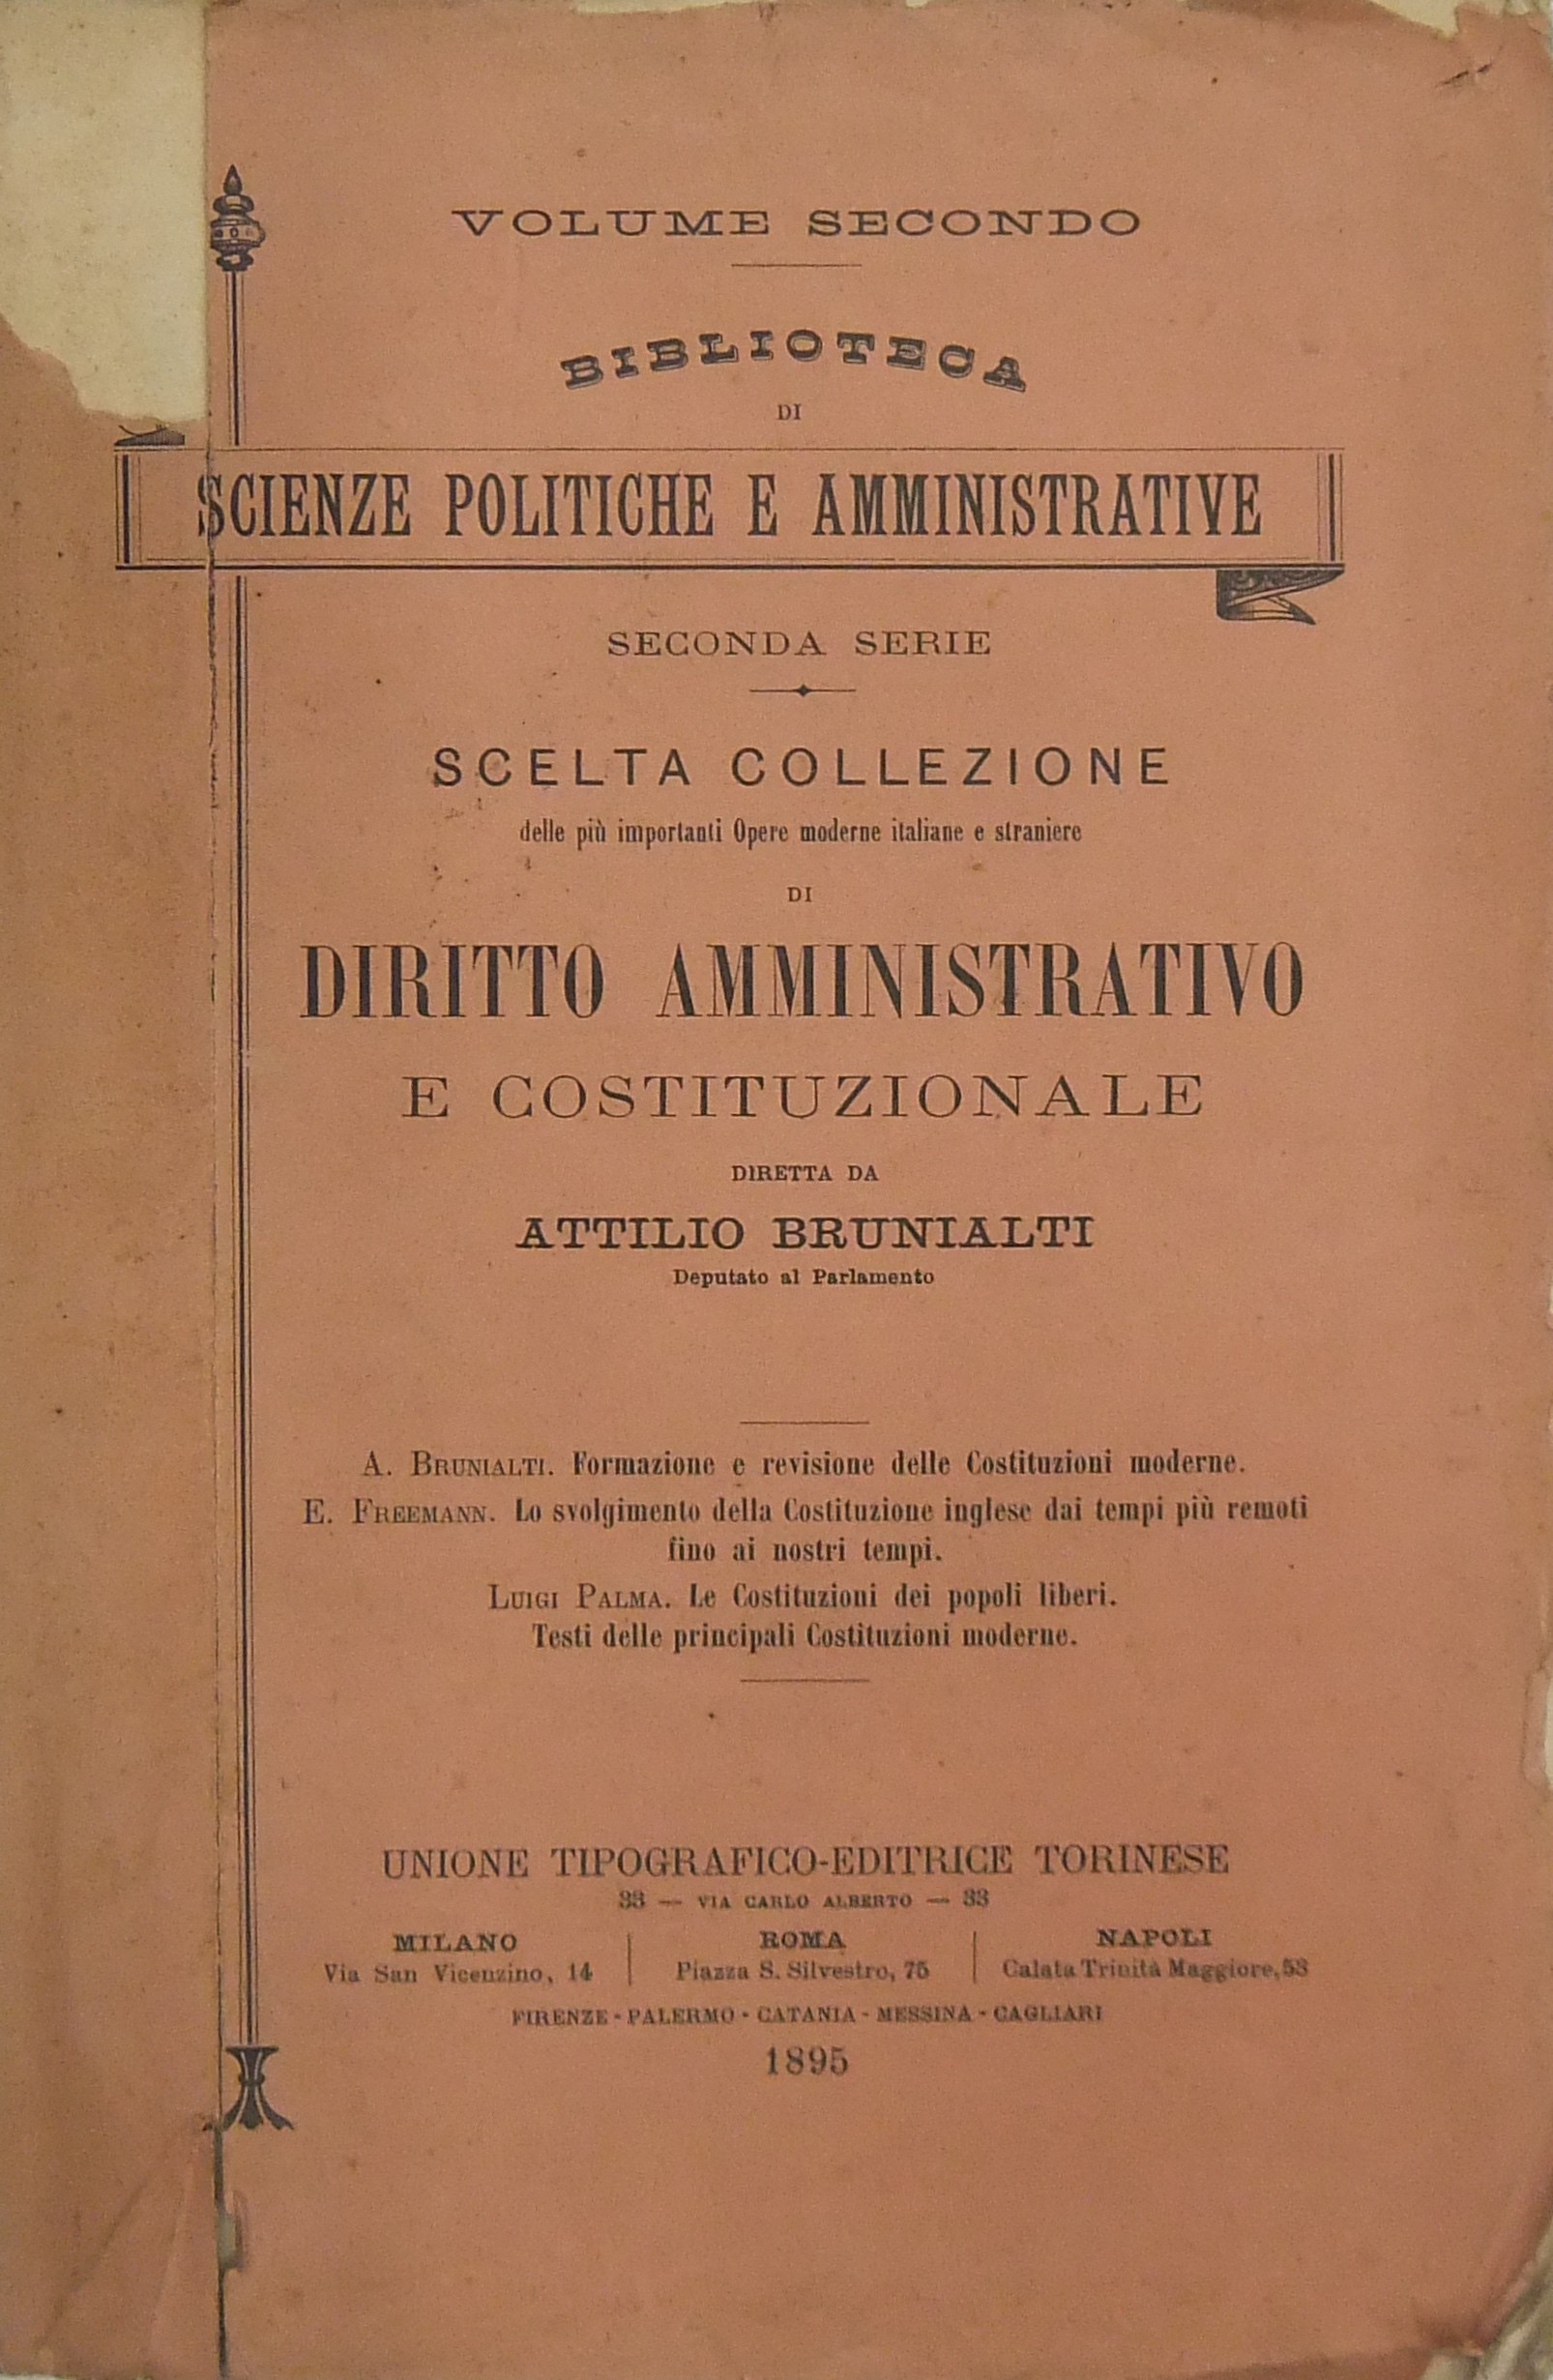 VOLUME SECONDO
BIBLIOTECA
DI
SCIENZE POLITICHE E AMMINISTRATIVE
SECONDA SERIE
SCELTA COLLEZIONE
delle più importanti Opere moderne italiane e straniere
DI
DIRITTO AMMINISTRATIVO
E COSTITUZIONALE
DIRETTA DA
ATTILIO BRUNIALTI
Deputato al Parlamento
A. BRUNIALTI. Formazione e revisione delle Costituzioni moderne.
E. FREEMANN. Lo svolgimento della Costituzione inglese dai tempi più remoti
fino ai nostri tempi.
LUIGI PALMA. Le Costituzioni dei popoli liberi.
Testi delle principali Costituzioni moderne.
UNIONE TIPOGRAFICO-EDITRICE TORINESE
33 — VIA CARLO ALBERTO — 33
MILANO | ROMA | NAPOLI
Via San Vicenzino, 14 | Piazza S. Silvestro, 75 | Calata Trinità Maggiore, 53
FIRENZE - PALERMO - CATANIA - MESSINA - CAGLIARI
1895